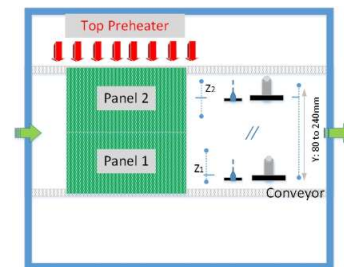 Top Preheater
Panel 2
Z2
Panel 1
Z1
Y: 80 to 240mm
Conveyor